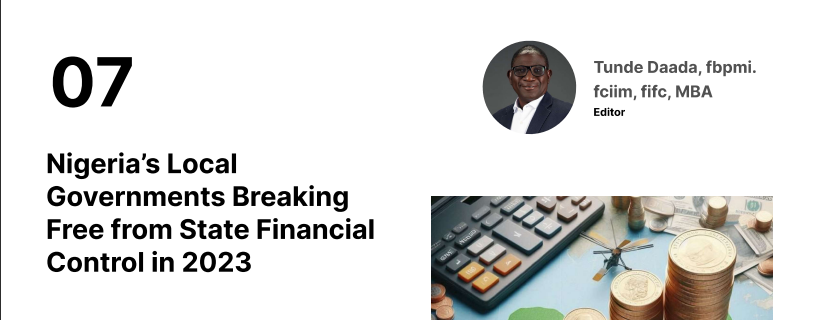 07
Tunde Daada, fbpmi.
fciim, fifc, MBA
Editor
Nigeria’s Local
Governments Breaking
Free from State Financial
Control in 2023